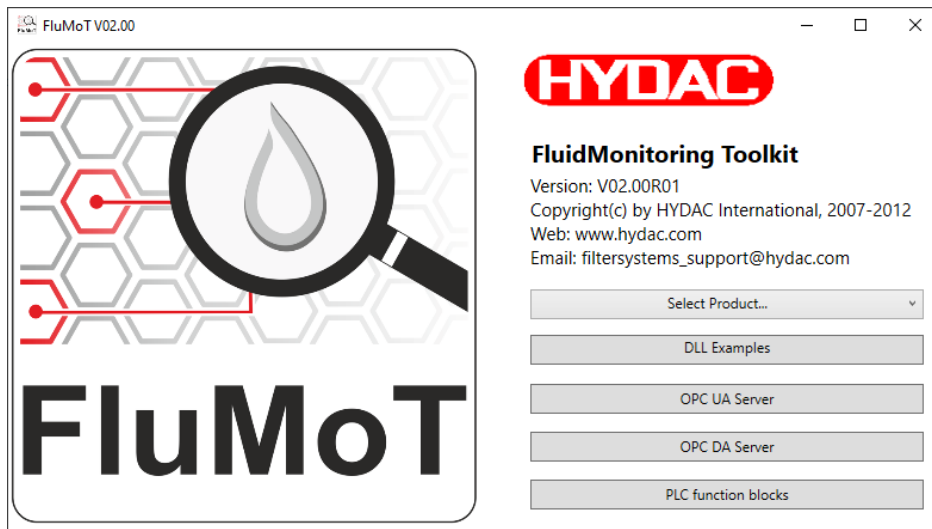 FluMoT V02.00
HYDAC
FluidMonitoring Toolkit
Version: V02.00R01
Copyright(c) by HYDAC International, 2007-2012
Web: www.hydac.com
Email: filtersystems_support@hydac.com
Select Product...
DLL Examples
OPC UA Server
OPC DA Server
PLC function blocks
FluMoT